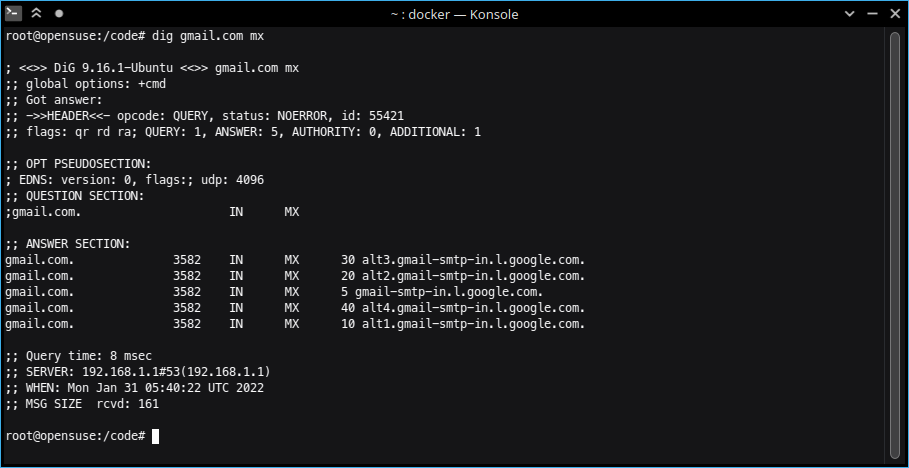 ~ : docker — Konsole
root@opensuse:/code# dig gmail.com mx
; <<>> DiG 9.16.1-Ubuntu <<>> gmail.com mx
;; global options: +cmd
;; Got answer:
;; ->>HEADER<<- opcode: QUERY, status: NOERROR, id: 55421
;; flags: qr rd ra; QUERY: 1, ANSWER: 5, AUTHORITY: 0, ADDITIONAL: 1
;; OPT PSEUDOSECTION:
; EDNS: version: 0, flags:; udp: 4096
;; QUESTION SECTION:
;gmail.com. IN MX
;; ANSWER SECTION:
gmail.com. 3582 IN MX 30 alt3.gmail-smtp-in.l.google.com.
gmail.com. 3582 IN MX 20 alt2.gmail-smtp-in.l.google.com.
gmail.com. 3582 IN MX 5 gmail-smtp-in.l.google.com.
gmail.com. 3582 IN MX 40 alt4.gmail-smtp-in.l.google.com.
gmail.com. 3582 IN MX 10 alt1.gmail-smtp-in.l.google.com.
;; Query time: 8 msec
;; SERVER: 192.168.1.1#53(192.168.1.1)
;; WHEN: Mon Jan 31 05:40:22 UTC 2022
;; MSG SIZE rcvd: 161
root@opensuse:/code#